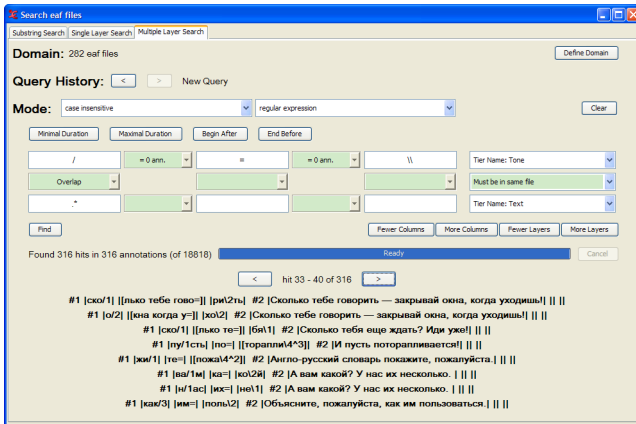 Search eaf files
Substring Search Single Layer Search Multiple Layer Search
Domain: 282 eaf files Define Domain
Query History: < > New Query
Mode: case insensitive regular expression Clear
Minimal Duration Maximal Duration Begin After End Before
/ = 0 ann. = = 0 ann. \\ Tier Name: Tone
Overlap Must be in same file
.* Tier Name: Text
Find Fewer Columns More Columns Fewer Layers More Layers
Found 316 hits in 316 annotations (of 18818) Ready Cancel
< hit 33 - 40 of 316 >
#1 |ско/1| |[лько тебе гово=]| |ри\2ть| #2 |Сколько тебе говорить — закрывай окна, когда уходишь!| || ||
#1 |о/2| |[кна когда у=]| |хо\2| #2 |Сколько тебе говорить — закрывай окна, когда уходишь!| || ||
#1 |ско/1| |[лько те=]| |бя\1| #2 |Сколько тебя еще ждать? Иди уже!| || ||
#1 |пу/1сть| |по=| |[торапли\4^3]| #2 |И пусть поторапливается!| || ||
#1 |жи/1| |те=| |[пожа\4^2]| #2 |Англо-русский словарь покажите, пожалуйста.| || ||
#1 |ва/1м| |ка=| |ко\2й| #2 |А вам какой? У нас их несколько. | || ||
#1 |н/1ас| |их=| |не\1| #2 |А вам какой? У нас их несколько. | || ||
#1 |как/3| |им=| |поль\2| #2 |Объясните, пожалуйста, как им пользоваться.| || ||